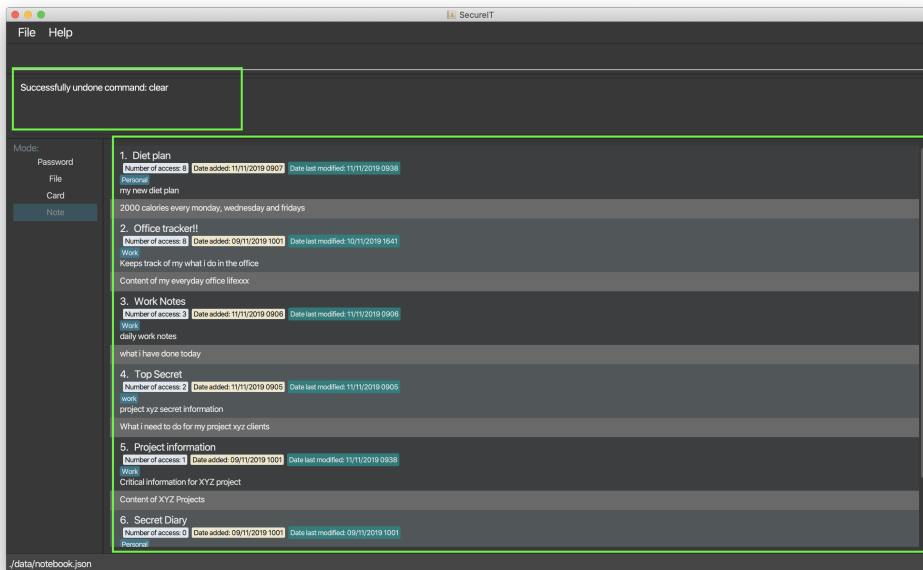 SecureIT
File Help
Successfully undone command: clear
Mode:
Password
File
Card
Note
1. Diet plan
Number of access: 8 Date added: 11/11/2019 0907 Date last modified: 11/11/2019 0938
Personal
my new diet plan
2000 calories every monday, wednesday and fridays
2. Office tracker!!
Number of access: 8 Date added: 09/11/2019 1001 Date last modified: 10/11/2019 1641
Work
Keeps track of my what i do in the office
Content of my everyday office lifexxx
3. Work Notes
Number of access: 3 Date added: 11/11/2019 0906 Date last modified: 11/11/2019 0906
Work
daily work notes
what i have done today
4. Top Secret
Number of access: 2 Date added: 11/11/2019 0905 Date last modified: 11/11/2019 0905
work
project xyz secret information
What i need to do for my project xyz clients
5. Project information
Number of access: 1 Date added: 09/11/2019 1001 Date last modified: 11/11/2019 0938
Work
Critical information for XYZ project
Content of XYZ Projects
6. Secret Diary
Number of access: 0 Date added: 09/11/2019 1001 Date last modified: 09/11/2019 1001
Personal
./data/notebook.json